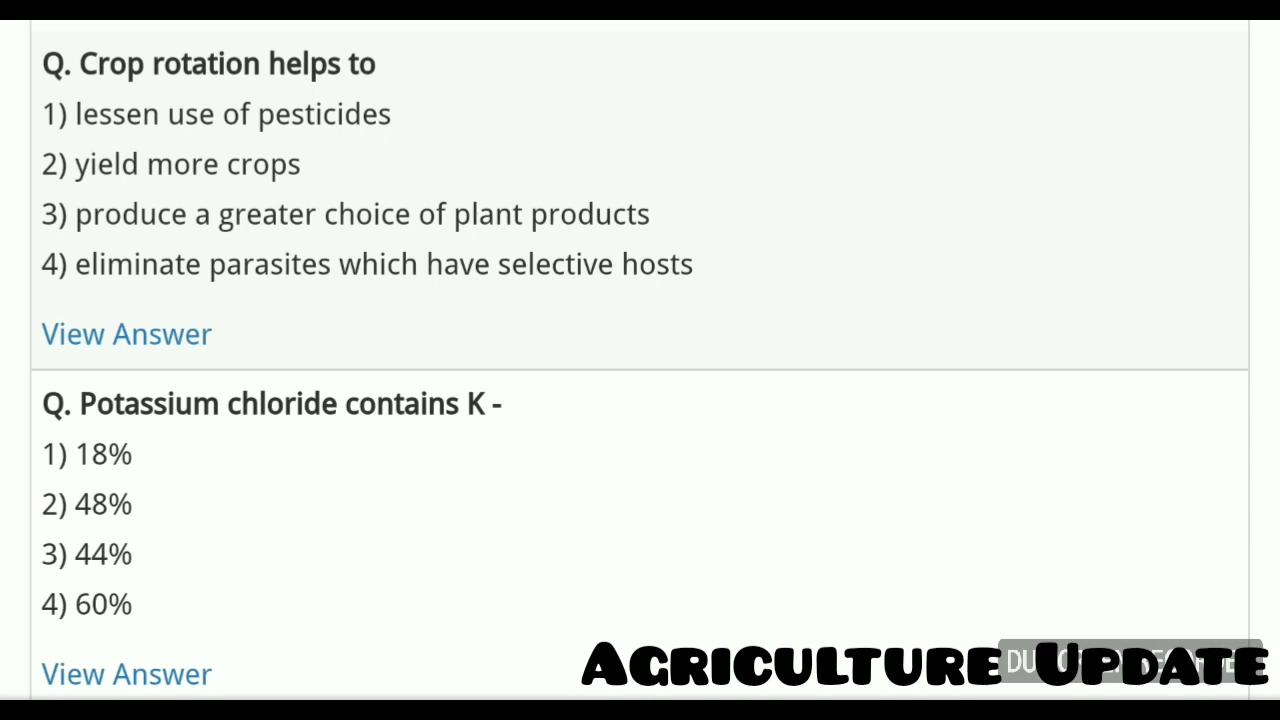 Q. Crop rotation helps to
1) lessen use of pesticides
2) yield more crops
3) produce a greater choice of plant products
4) eliminate parasites which have selective hosts
View Answer
Q. Potassium chloride contains K -
1) 18%
2) 48%
3) 44%
4) 60%
View Answer
AGRICULTURE UPDATE